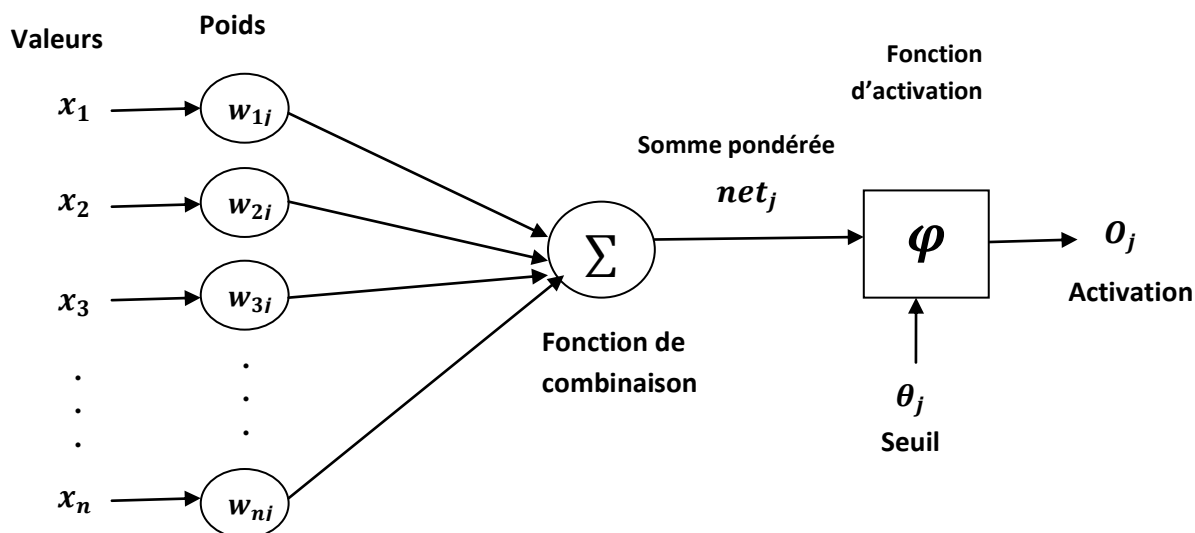 Valeurs
Poids
Fonction
d'activation
x₁
w₁ⱼ
Somme pondérée
netⱼ
x₂
w₂ⱼ
Σ
φ
Oⱼ
Activation
x₃
w₃ⱼ
Fonction de
combinaison
θⱼ
Seuil
.
.
.
.
.
.
xₙ
wₙⱼ